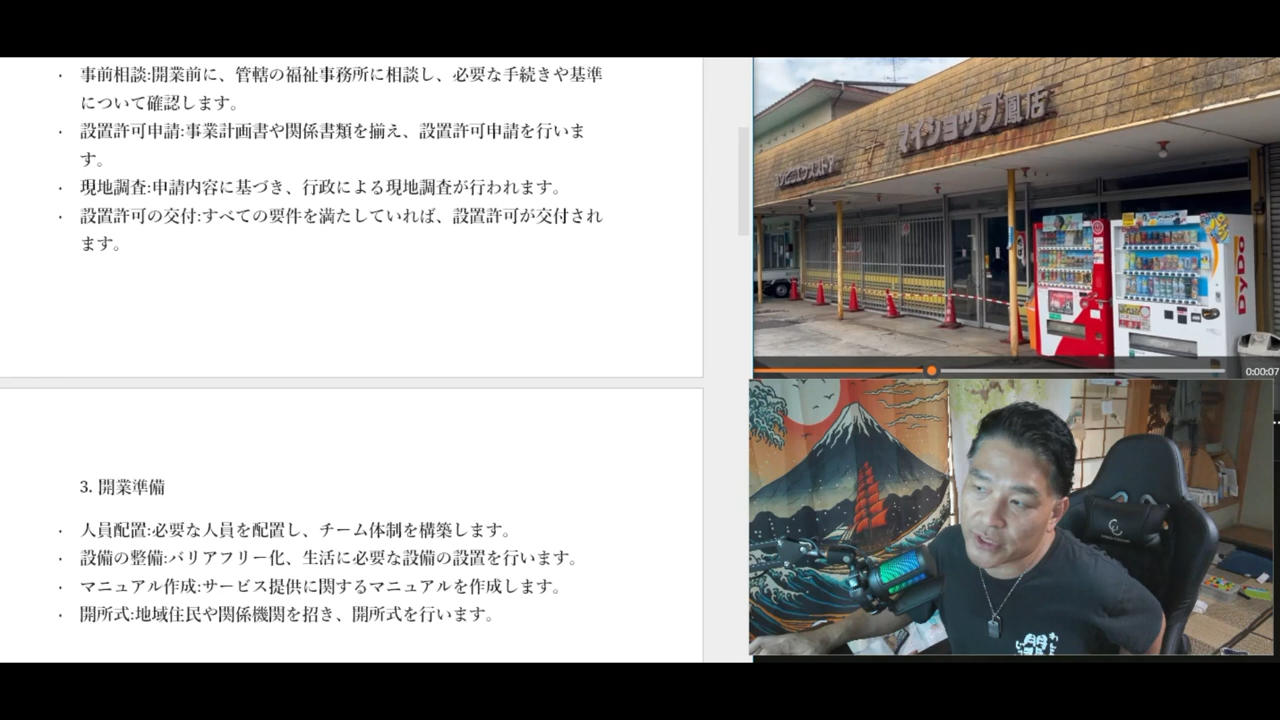 · 事前相談:開業前に、管轄の福祉事務所に相談し、必要な手続きや基準
について確認します。
· 設置許可申請:事業計画書や関係書類を揃え、設置許可申請を行いま
す。
· 現地調査:申請内容に基づき、行政による現地調査が行われます。
· 設置許可の交付:すべての要件を満たしていれば、設置許可が交付され
ます。
3. 開業準備
· 人員配置:必要な人員を配置し、チーム体制を構築します。
· 設備の整備:バリアフリー化、生活に必要な設備の設置を行います。
· マニュアル作成:サービス提供に関するマニュアルを作成します。
· 開所式:地域住民や関係機関を招き、開所式を行います。
マイショップ鳳店
DyDo
0:00:07